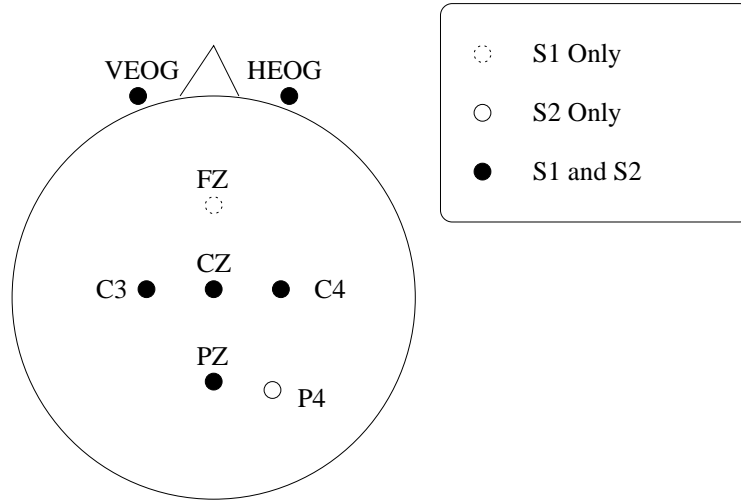 VEOG HEOG
FZ
CZ
C3 C4
PZ
P4
S1 Only
S2 Only
S1 and S2